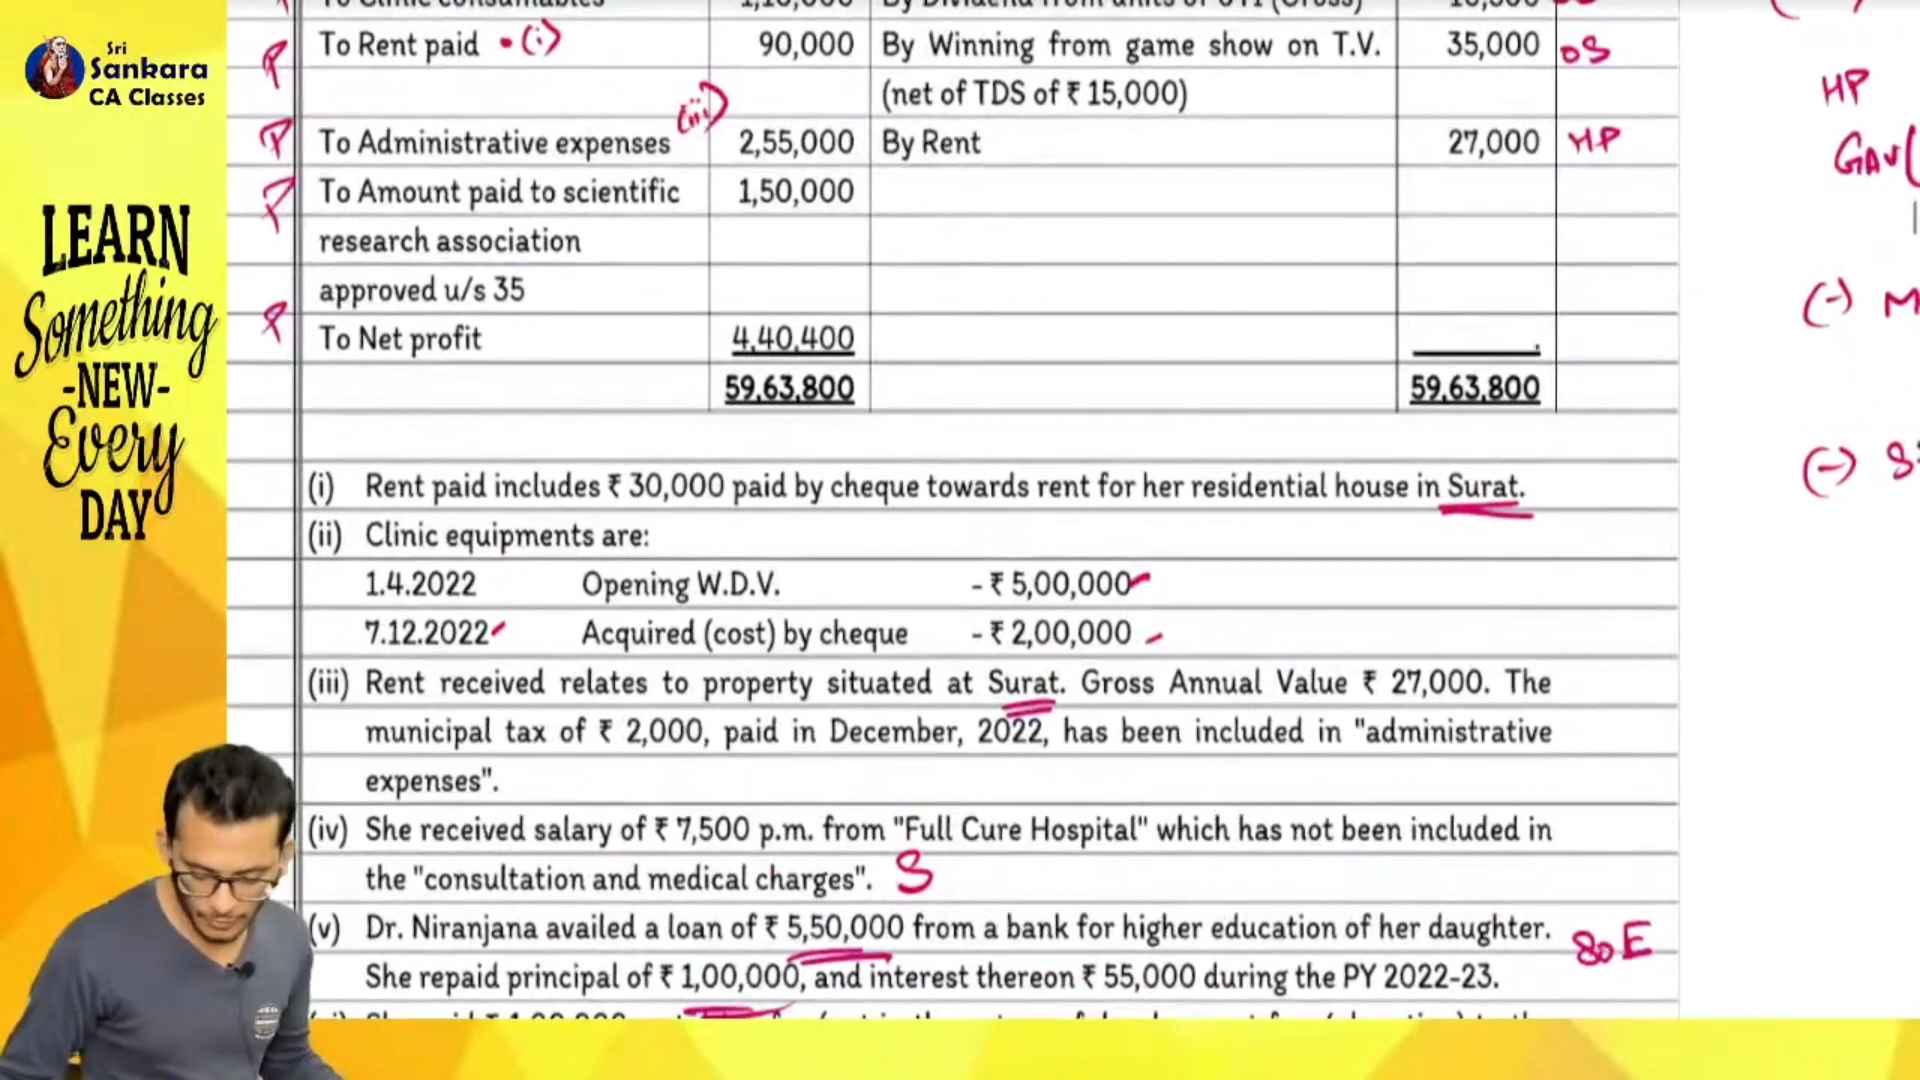 Sri
Sankara
CA Classes
LEARN
Something
-NEW-
Every
DAY
To Rent paid • (i) 90,000 By Winning from game show on T.V. 35,000 OS
(net of TDS of ₹ 15,000)
P To Administrative expenses (iii) 2,55,000 By Rent 27,000 HP
P To Amount paid to scientific 1,50,000
research association
approved u/s 35
P To Net profit 4,40,400
59,63,800 59,63,800
(i) Rent paid includes ₹ 30,000 paid by cheque towards rent for her residential house in Surat.
(ii) Clinic equipments are:
1.4.2022 Opening W.D.V. - ₹ 5,00,000
7.12.2022 Acquired (cost) by cheque - ₹ 2,00,000
(iii) Rent received relates to property situated at Surat. Gross Annual Value ₹ 27,000. The
municipal tax of ₹ 2,000, paid in December, 2022, has been included in "administrative
expenses".
(iv) She received salary of ₹ 7,500 p.m. from "Full Cure Hospital" which has not been included in
the "consultation and medical charges". S
(v) Dr. Niranjana availed a loan of ₹ 5,50,000 from a bank for higher education of her daughter. 80E
She repaid principal of ₹ 1,00,000, and interest thereon ₹ 55,000 during the PY 2022-23.
HP
GAV(
(-) M
(-)